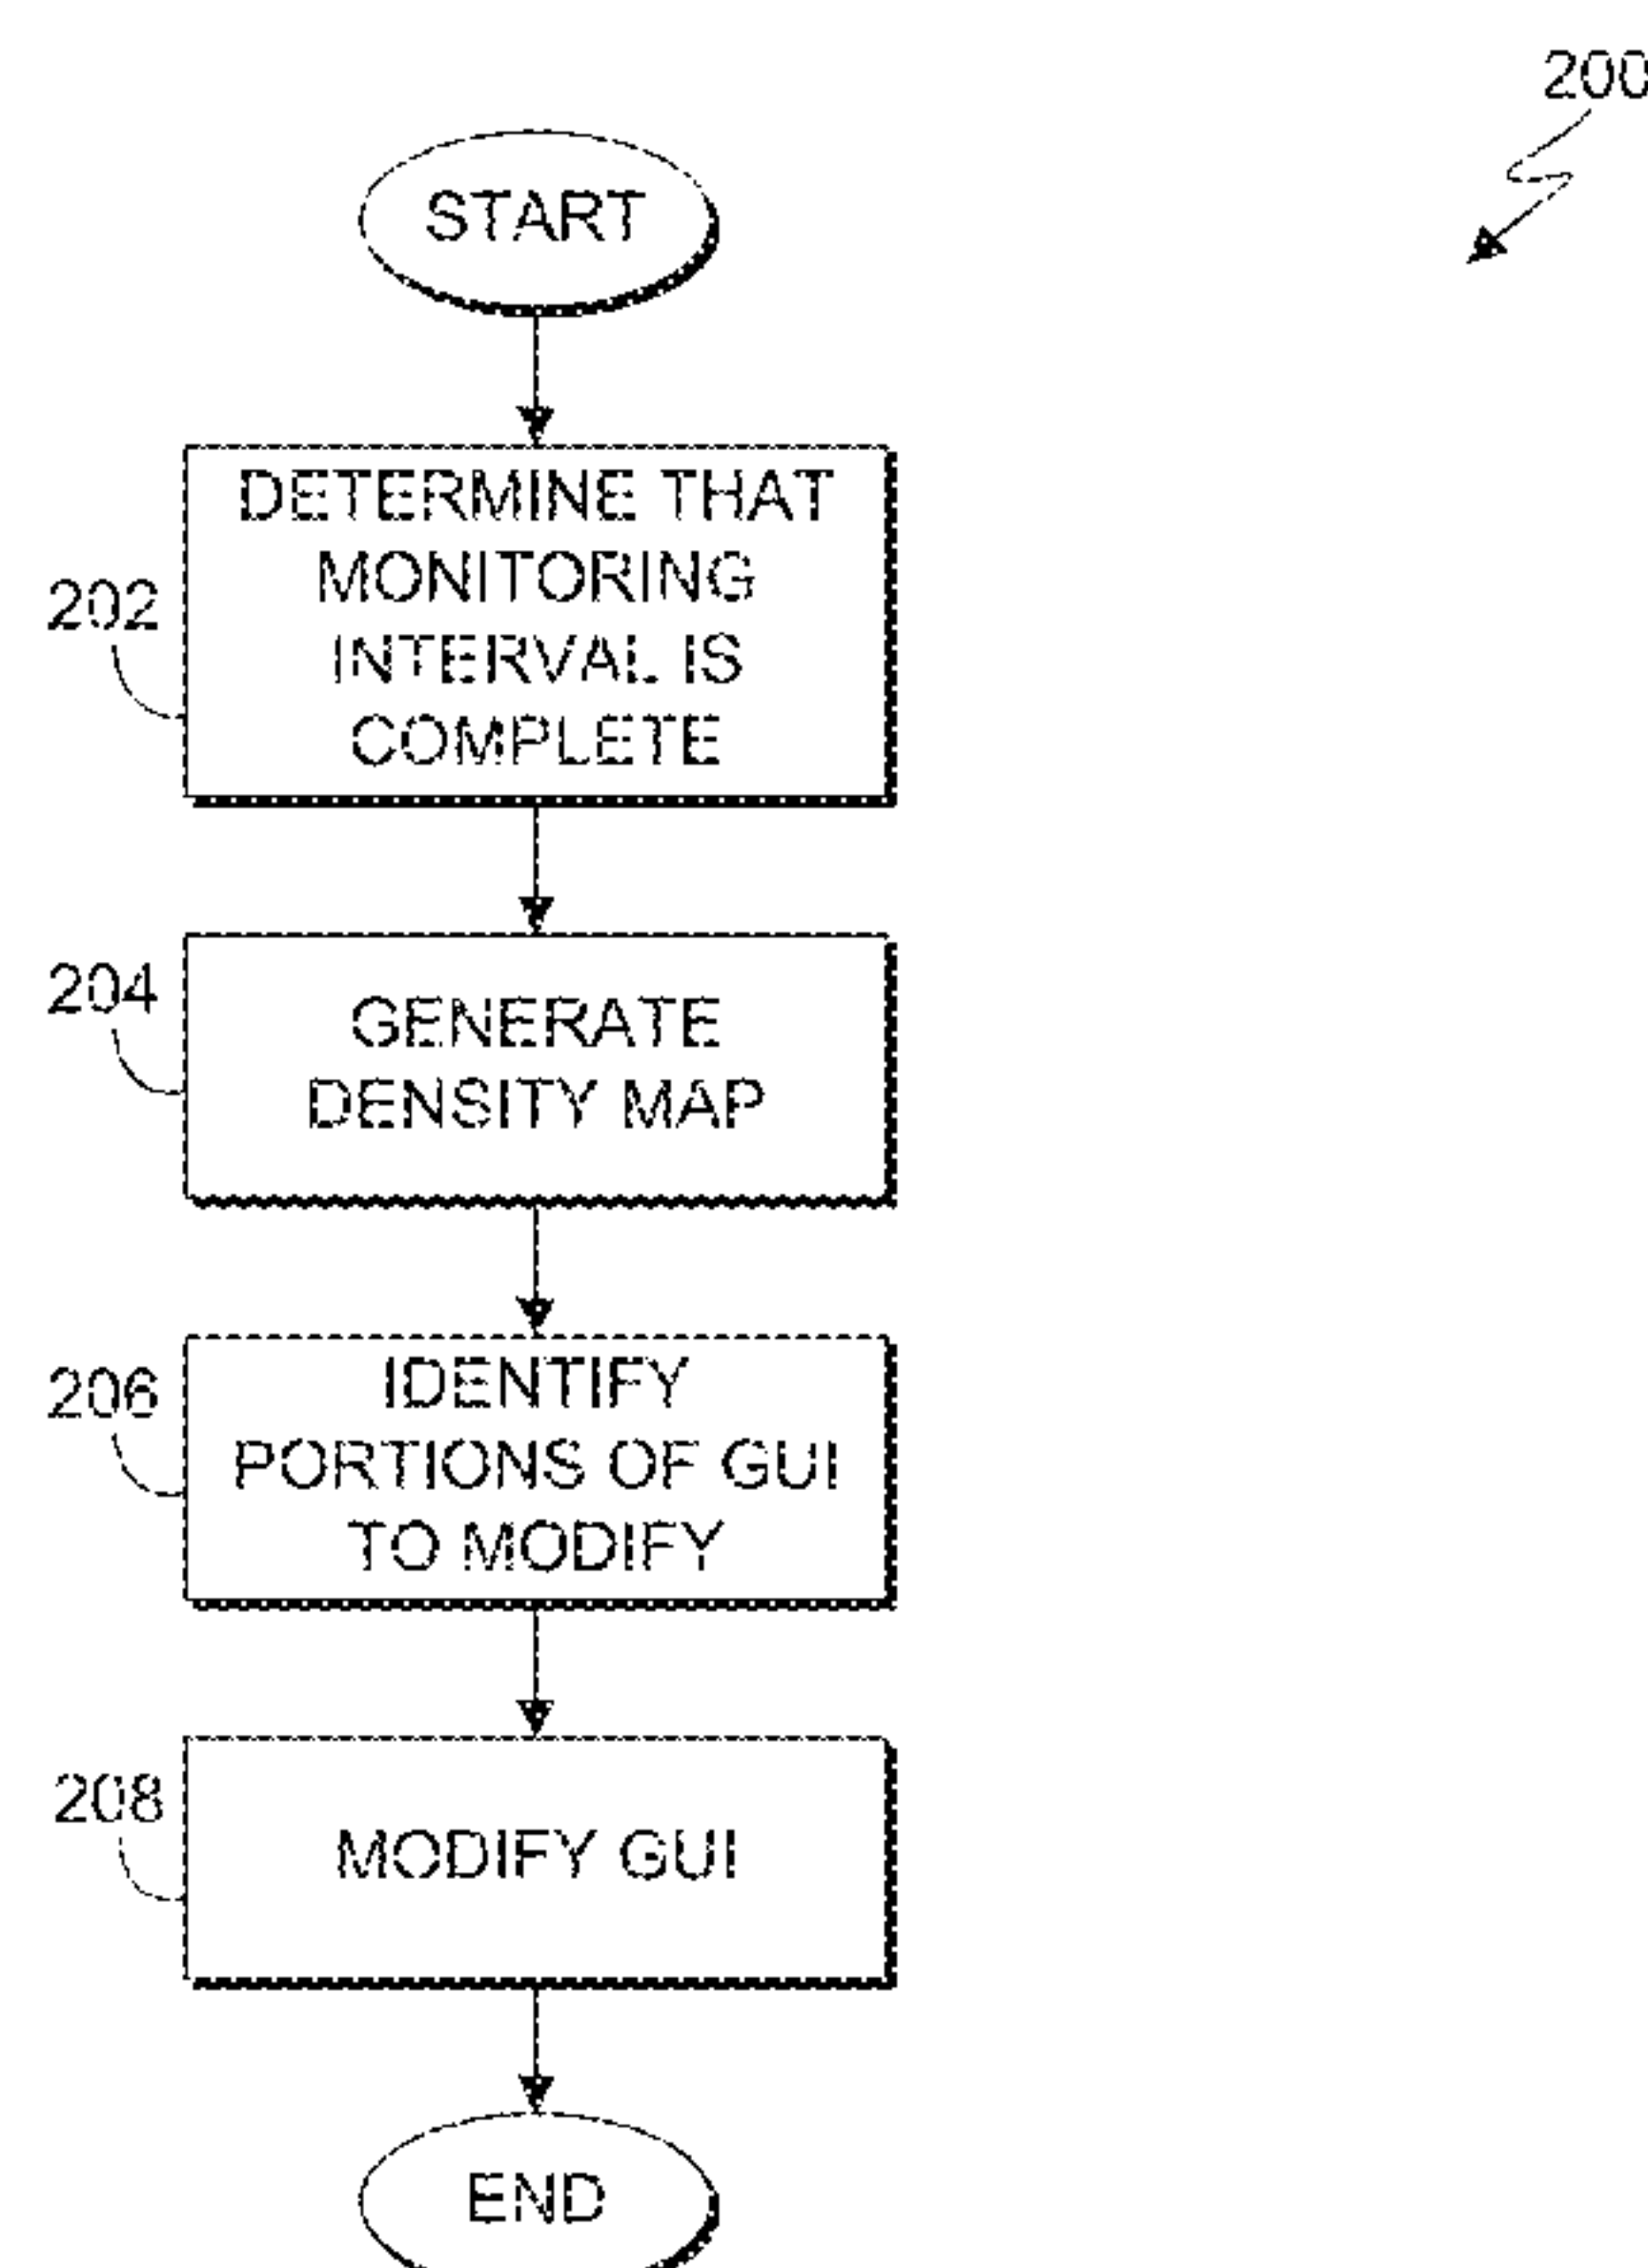 200
START
DETERMINE THAT
MONITORING
INTERVAL IS
COMPLETE
202
GENERATE
DENSITY MAP
204
IDENTIFY
PORTIONS OF GUI
TO MODIFY
206
MODIFY GUI
208
END